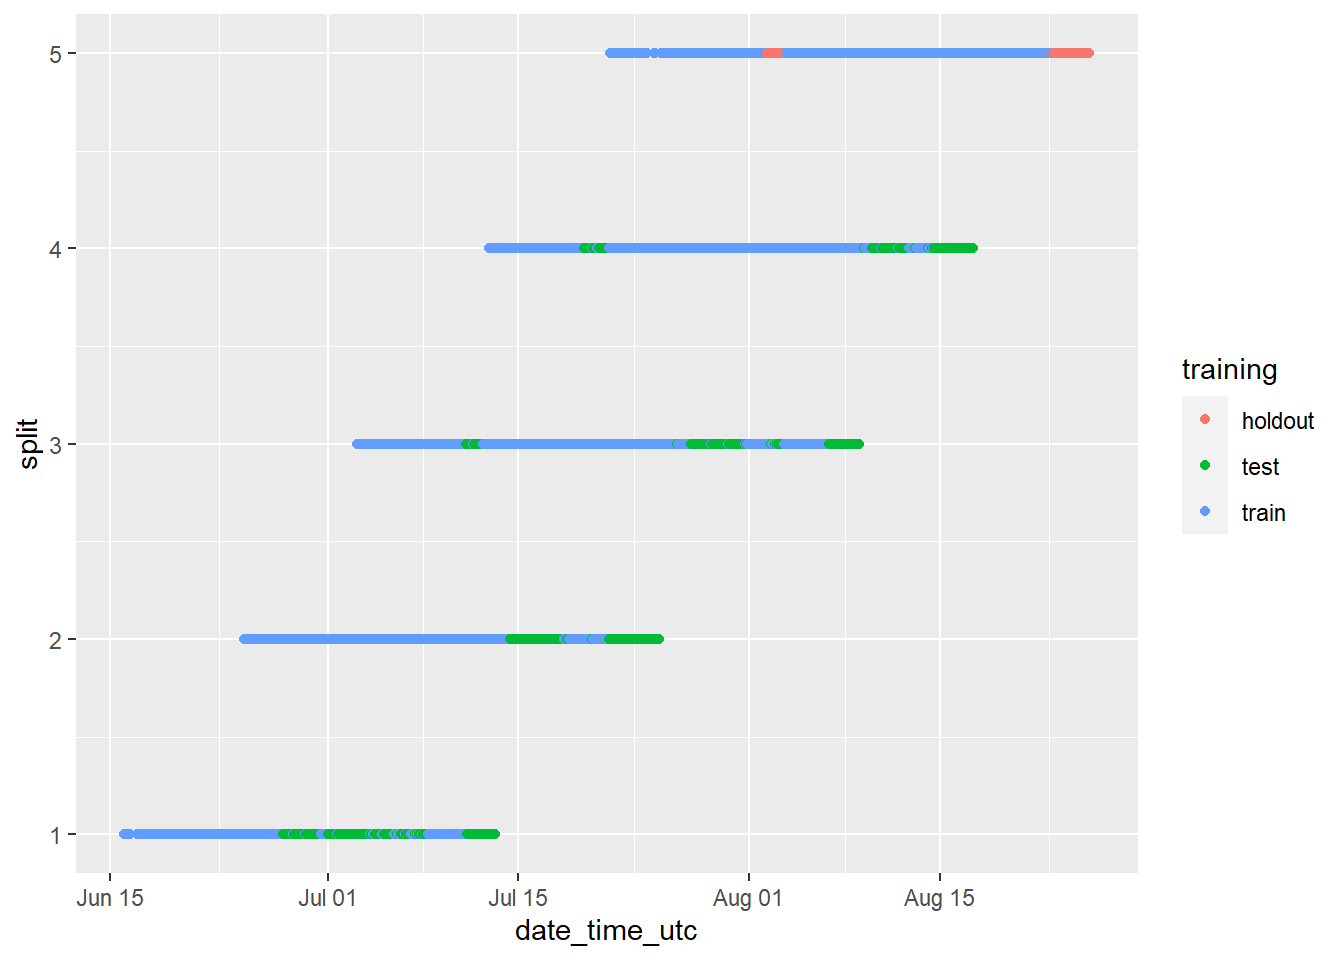 5
4
3
2
1
split
Jun 15
Jul 01
Jul 15
Aug 01
Aug 15
date_time_utc
training
holdout
test
train